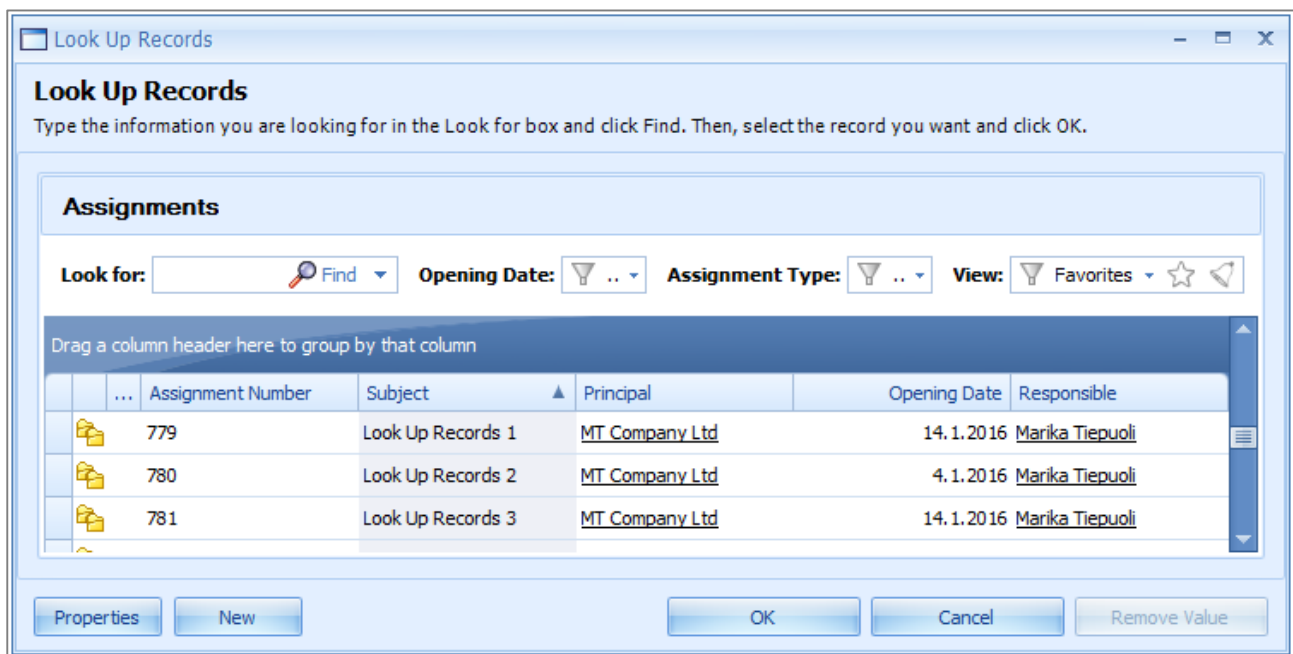 Look Up Records
Look Up Records
Type the information you are looking for in the Look for box and click Find. Then, select the record you want and click OK.
Assignments
Look for: Find Opening Date: .. Assignment Type: .. View: Favorites
Drag a column header here to group by that column
... Assignment Number Subject Principal Opening Date Responsible
779 Look Up Records 1 MT Company Ltd 14.1.2016 Marika Tiepuoli
780 Look Up Records 2 MT Company Ltd 4.1.2016 Marika Tiepuoli
781 Look Up Records 3 MT Company Ltd 14.1.2016 Marika Tiepuoli
Properties New OK Cancel Remove Value